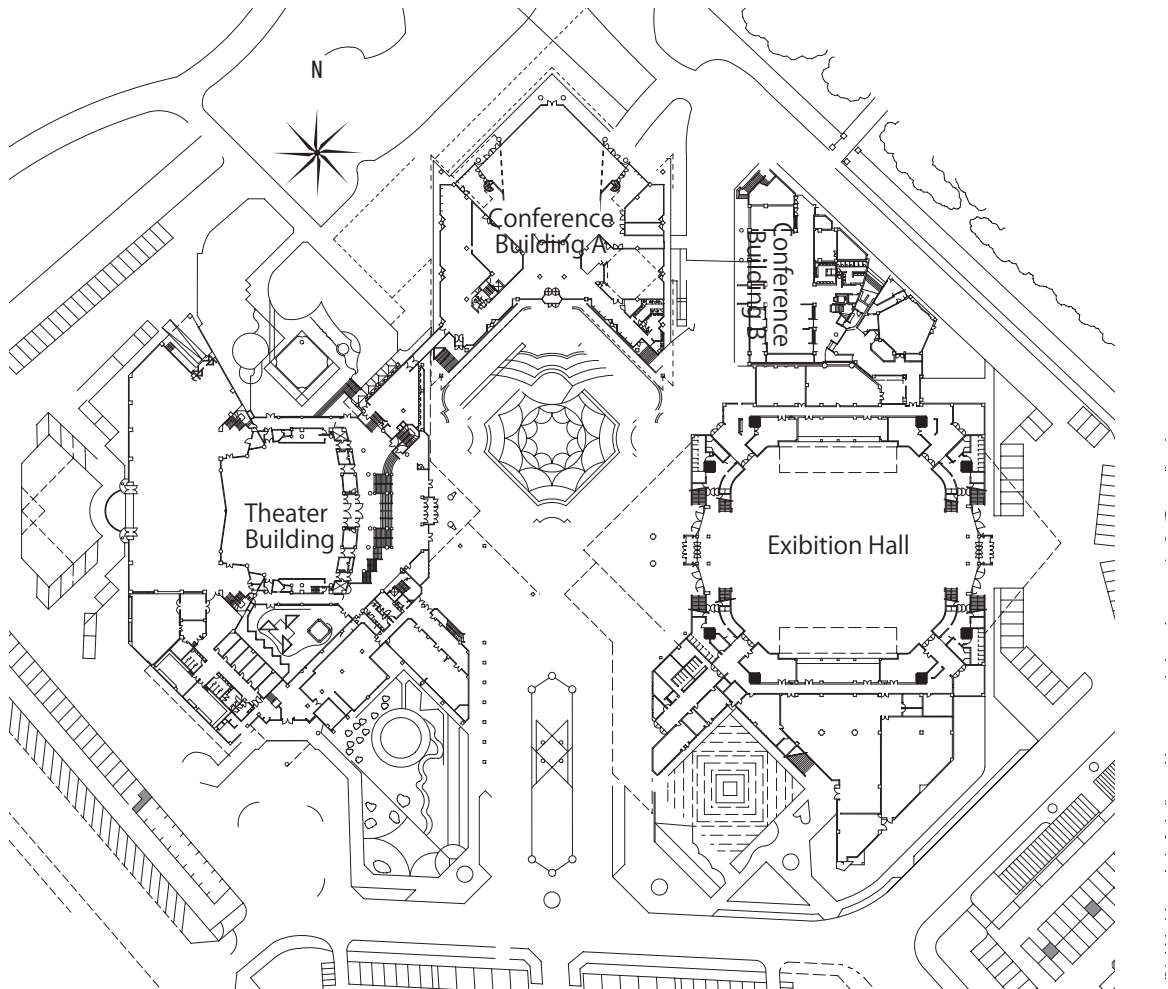 N
Conference
Building A
Conference
Building B
Theater
Building
Exibition Hall